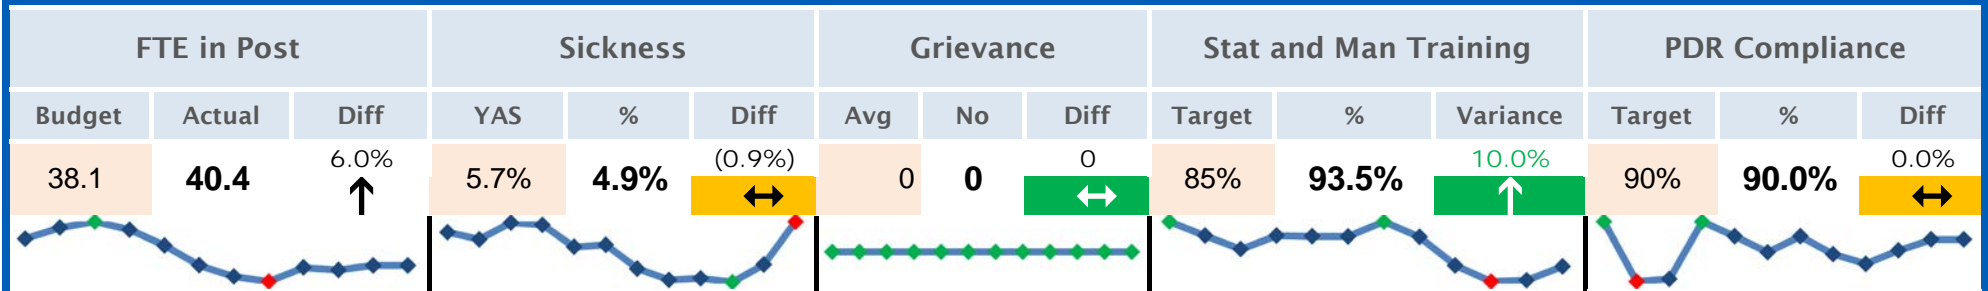 FTE in Post Sickness Grievance Stat and Man Training PDR Compliance
Budget Actual Diff YAS % Diff Avg No Diff Target % Variance Target % Diff
38.1 40.4 6.0% 5.7% 4.9% (0.9%) 0 0 0 85% 93.5% 10.0% 90% 90.0% 0.0%